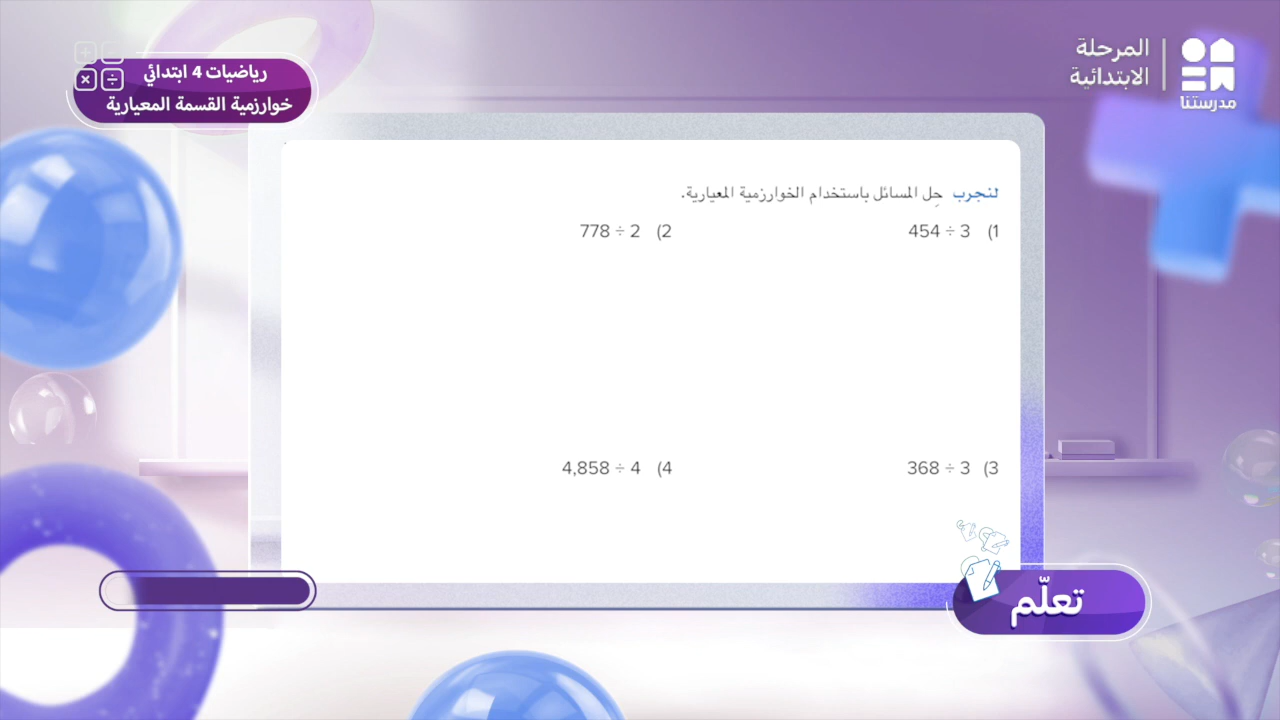 المرحلة
الابتدائية
مدرستنا
رياضيات 4 ابتدائي
خوارزمية القسمة المعيارية
لنجرب حل المسائل باستخدام الخوارزمية المعيارية.
1) 454 ÷ 3
2) 778 ÷ 2
3) 368 ÷ 3
4) 4,858 ÷ 4
تعلّم